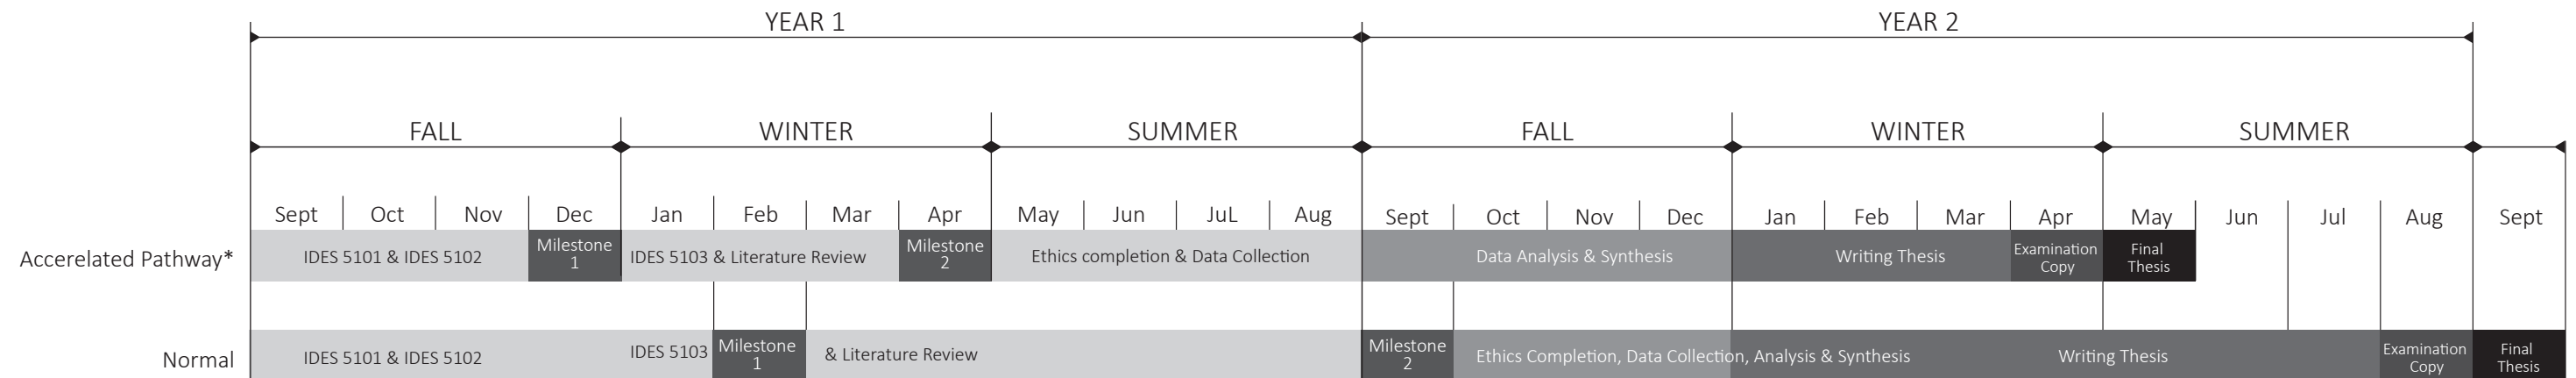 YEAR 1 YEAR 2
FALL WINTER SUMMER FALL WINTER SUMMER
Sept Oct Nov Dec Jan Feb Mar Apr May Jun JuL Aug Sept Oct Nov Dec Jan Feb Mar Apr May Jun Jul Aug Sept
Accerelated Pathway*
IDES 5101 & IDES 5102
Milestone
1
IDES 5103 & Literature Review
Milestone
2
Ethics completion & Data Collection
Data Analysis & Synthesis
Writing Thesis
Examination
Copy
Final
Thesis
Normal
IDES 5101 & IDES 5102
IDES 5103
Milestone
1
& Literature Review
Milestone
2
Ethics Completion, Data Collection, Analysis & Synthesis
Writing Thesis
Examination
Copy
Final
Thesis